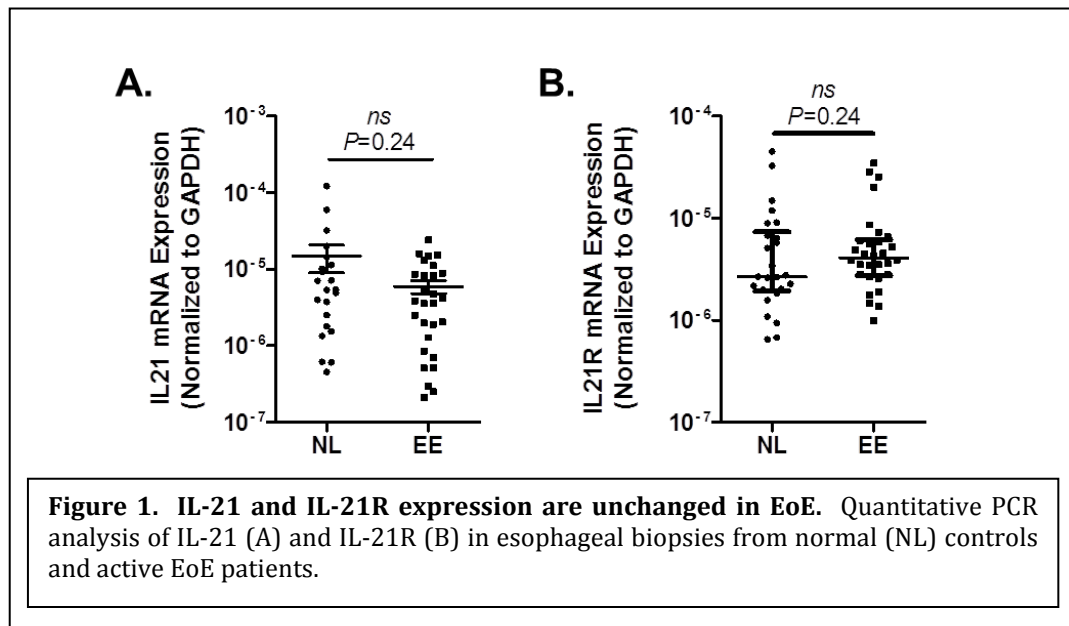 A.
ns
P=0.24
IL21 mRNA Expression
(Normalized to GAPDH)
10-3
10-4
10-5
10-6
10-7
NL
EE
B.
ns
P=0.24
IL21R mRNA Expression
(Normalized to GAPDH)
10-4
10-5
10-6
10-7
NL
EE
Figure 1. IL-21 and IL-21R expression are unchanged in EoE. Quantitative PCR
analysis of IL-21 (A) and IL-21R (B) in esophageal biopsies from normal (NL) controls
and active EoE patients.